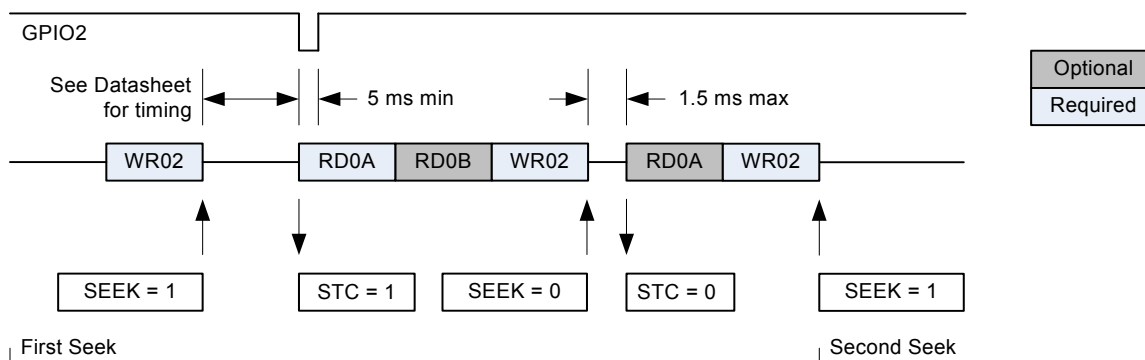 GPIO2
See Datasheet
for timing
5 ms min
1.5 ms max
Optional
Required
WR02
RD0A
RD0B
WR02
RD0A
WR02
SEEK = 1
STC = 1
SEEK = 0
STC = 0
SEEK = 1
First Seek
Second Seek